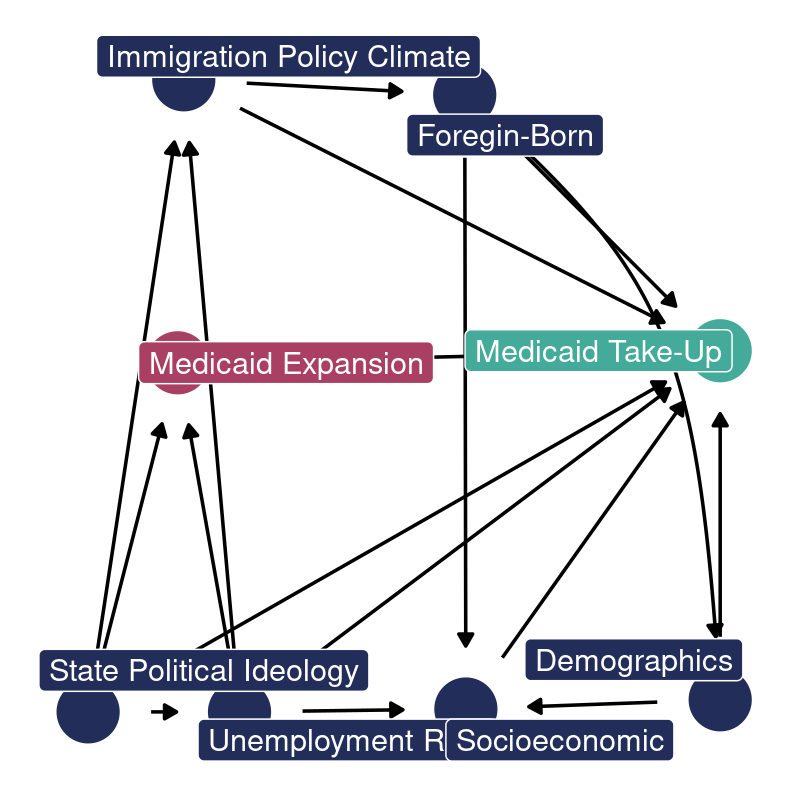 Immigration Policy Climate
Foregin-Born
Medicaid Expansion
Medicaid Take-Up
State Political Ideology
Demographics
Unemployment R
Socioeconomic